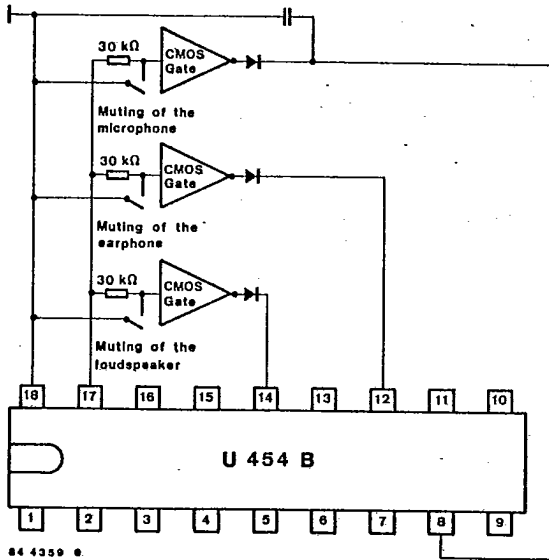 30 kΩ
CMOS
Gate
Muting of the
microphone
30 kΩ
CMOS
Gate
Muting of the
earphone
30 kΩ
CMOS
Gate
Muting of the
loudspeaker
18 17 16 15 14 13 12 11 10
U 454 B
1 2 3 4 5 6 7 8 9
84 4359 e